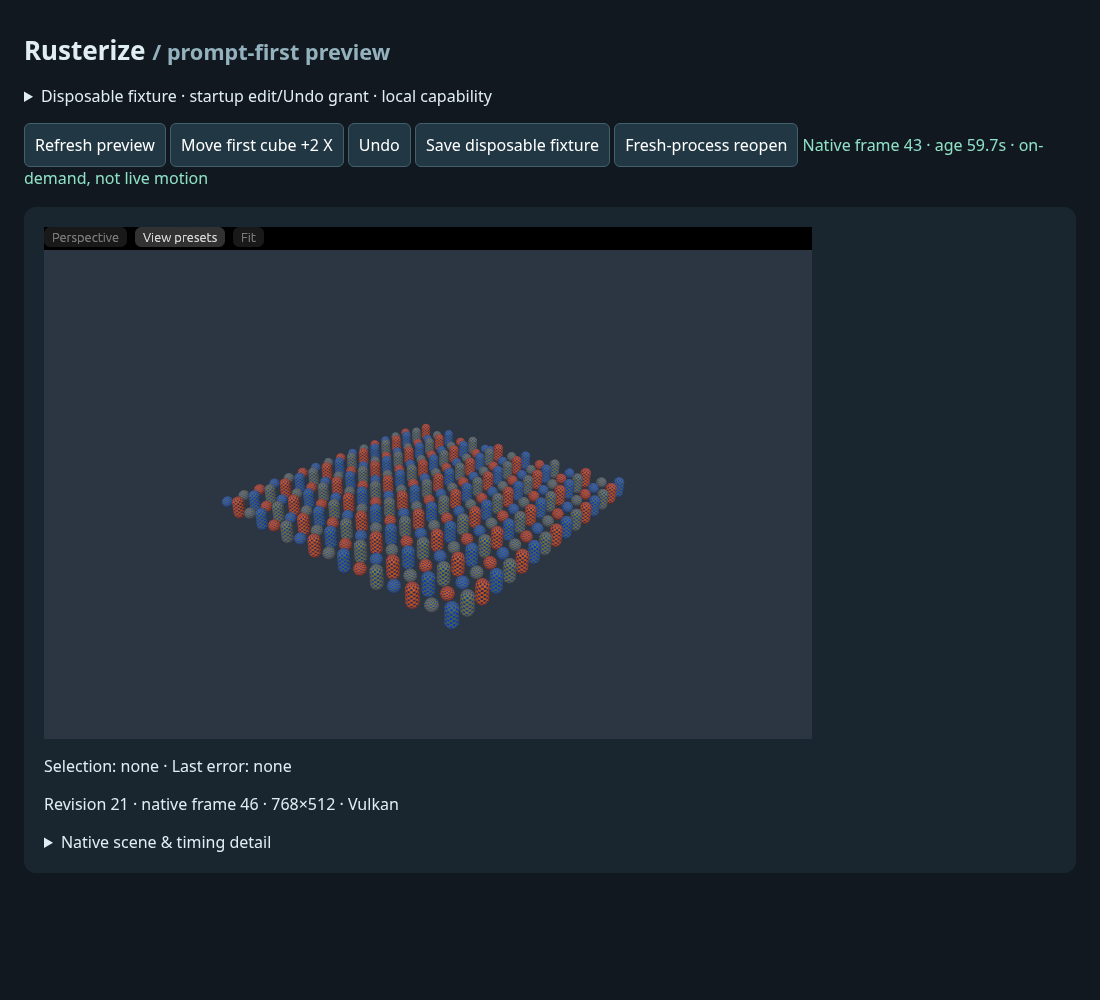 Rusterize / prompt-first preview
▶ Disposable fixture · startup edit/Undo grant · local capability
Refresh preview Move first cube +2 X Undo Save disposable fixture Fresh-process reopen Native frame 43 · age 59.7s · on-
demand, not live motion
Perspective View presets Fit
Selection: none · Last error: none
Revision 21 · native frame 46 · 768×512 · Vulkan
▶ Native scene & timing detail